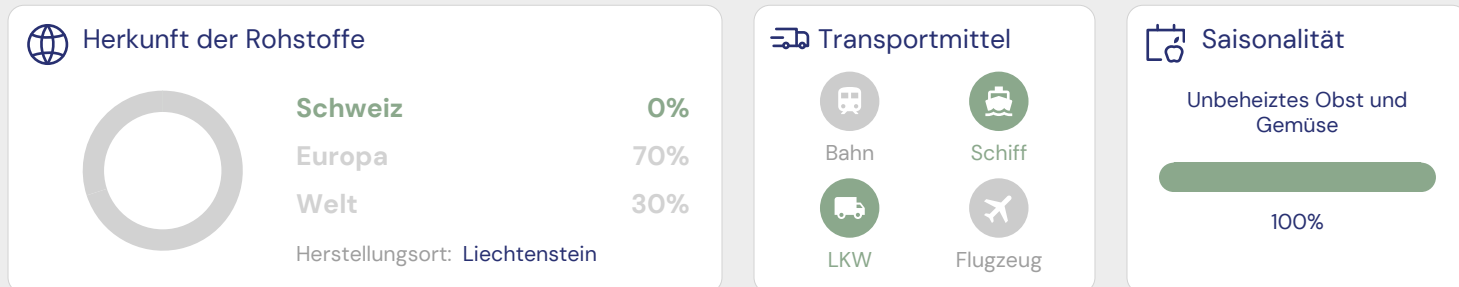 Herkunft der Rohstoffe
Schweiz 0%
Europa 70%
Welt 30%
Herstellungsort: Liechtenstein
Transportmittel
Bahn Schiff
LKW Flugzeug
Saisonalität
Unbeheiztes Obst und
Gemüse
100%